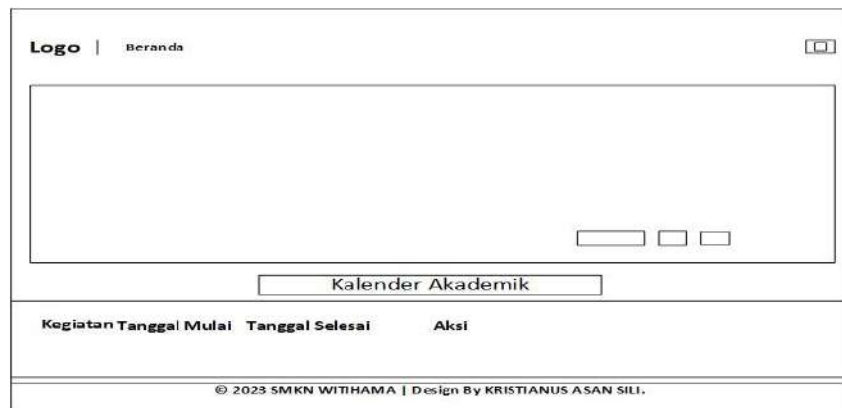 Logo | Beranda
Kalender Akademik
Kegiatan Tanggal Mulai Tanggal Selesai Aksi
© 2023 SMKN WITIHAMA | Design By KRISTIANUS ASAN SILI.